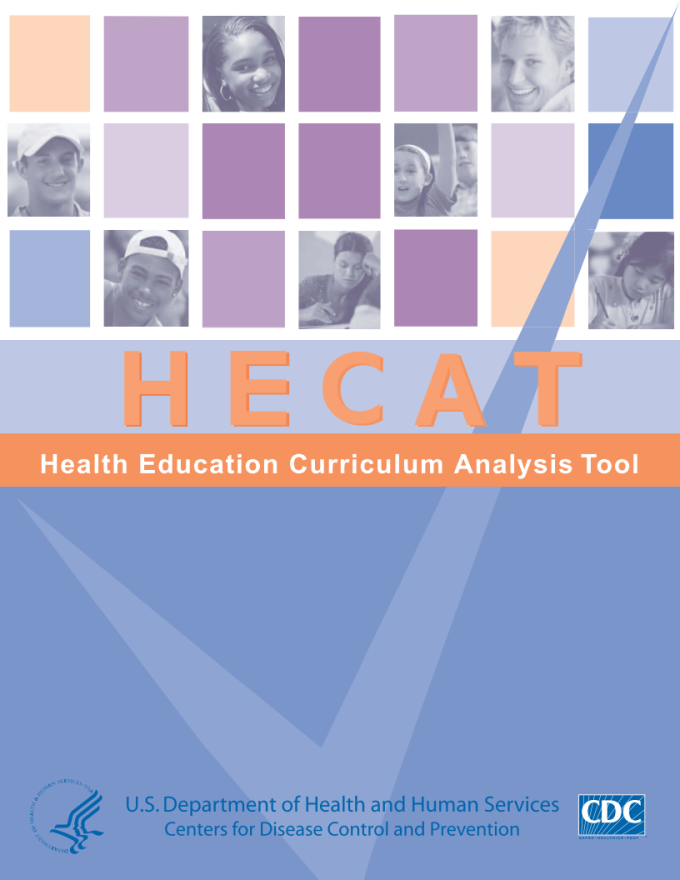 HECAT
Health Education Curriculum Analysis Tool
U.S. Department of Health and Human Services
Centers for Disease Control and Prevention
CDC